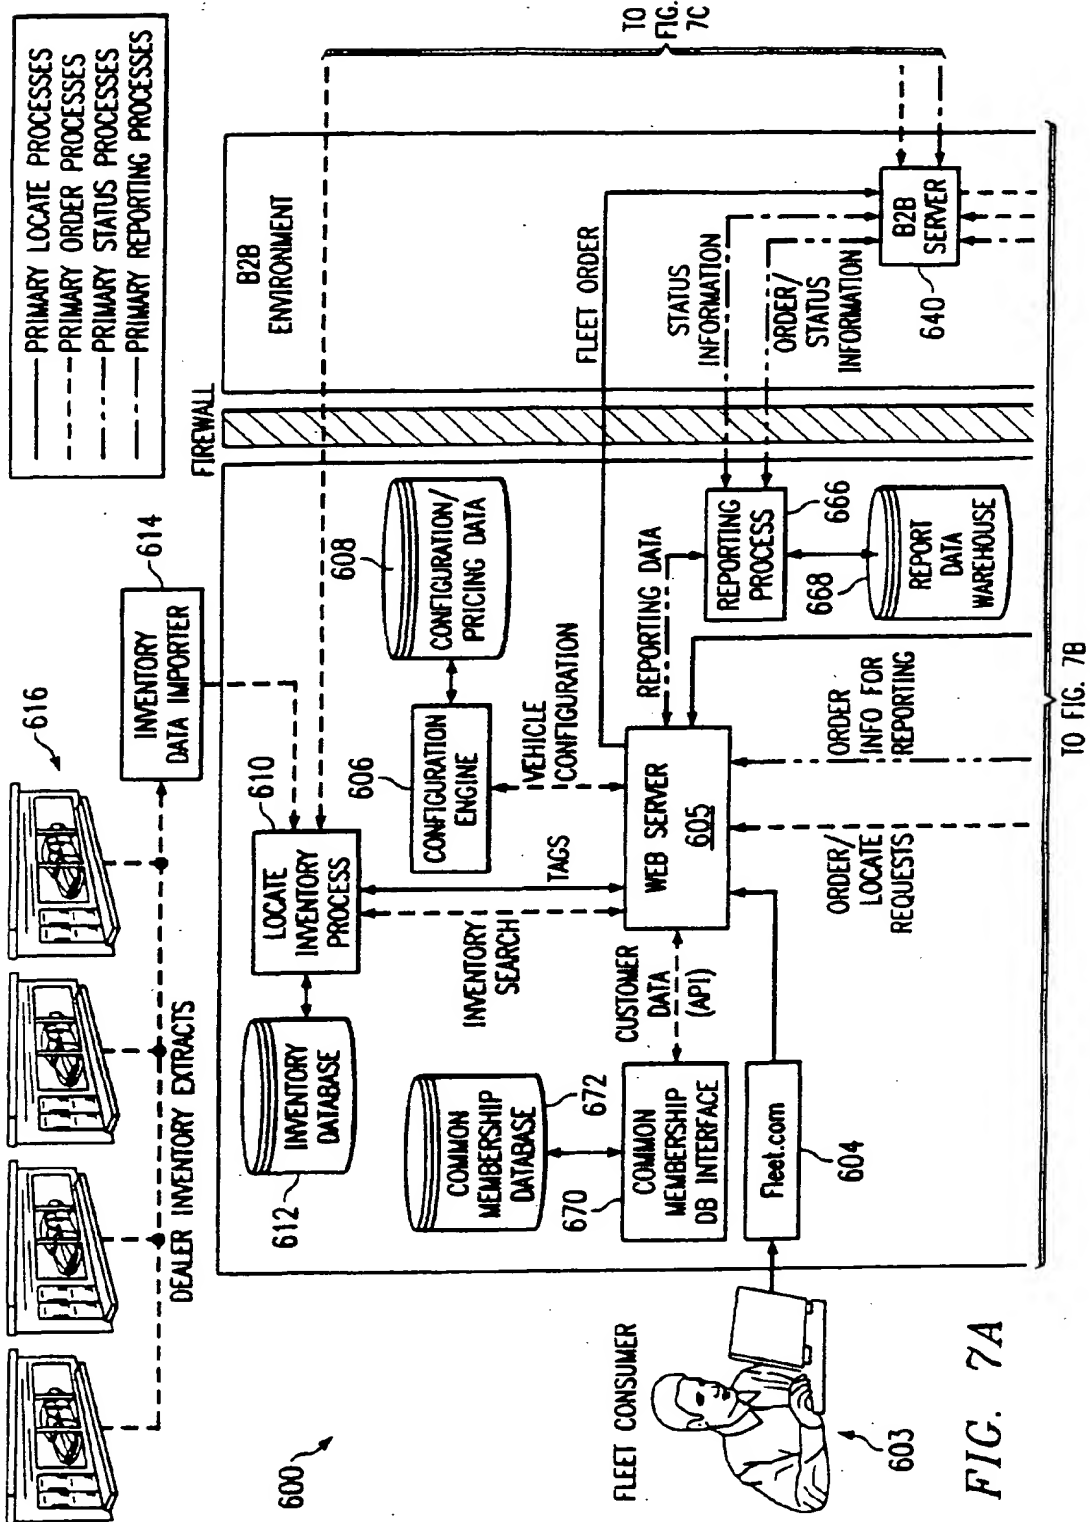 PRIMARY LOCATE PROCESSES
PRIMARY ORDER PROCESSES
PRIMARY STATUS PROCESSES
PRIMARY REPORTING PROCESSES
616
614
INVENTORY
DATA IMPORTER
DEALER INVENTORY EXTRACTS
600
FIREWALL
B2B
ENVIRONMENT
TO
FIG.
7C
612
INVENTORY
DATABASE
610
LOCATE
INVENTORY
PROCESS
608
CONFIGURATION/
PRICING DATA
606
CONFIGURATION
ENGINE
INVENTORY
SEARCH
TAGS
VEHICLE
CONFIGURATION
FLEET ORDER
COMMON
MEMBERSHIP
DATABASE
672
670
COMMON
MEMBERSHIP
DB INTERFACE
CUSTOMER
DATA
(API)
WEB SERVER
605
REPORTING DATA
REPORTING
PROCESS
666
STATUS
INFORMATION
ORDER/
STATUS
INFORMATION
B2B
SERVER
640
668
REPORT
DATA
WAREHOUSE
FLEET CONSUMER
603
Fleet.com
604
ORDER/
LOCATE
REQUESTS
ORDER
INFO FOR
REPORTING
TO FIG. 7B
FIG. 7A